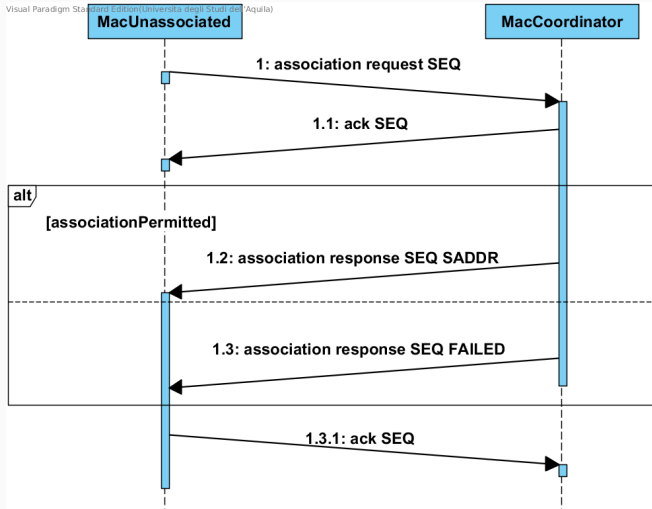 Visual Paradigm Standard Edition(Universita degli Studi dell'Aquila)
MacUnassociated
MacCoordinator
1: association request SEQ
1.1: ack SEQ
alt
[associationPermitted]
1.2: association response SEQ SADDR
1.3: association response SEQ FAILED
1.3.1: ack SEQ